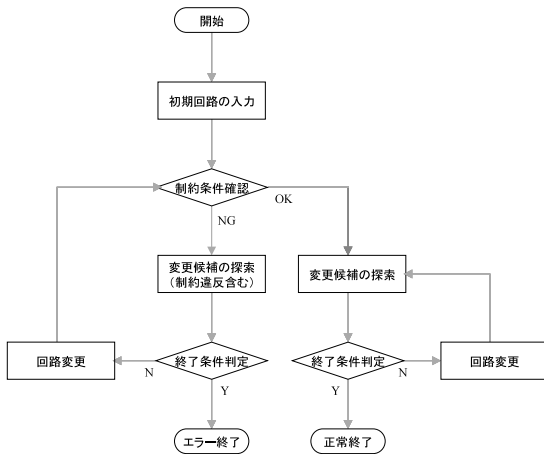 開始
初期回路の入力
制約条件確認
OK
NG
変更候補の探索
(制約違反含む)
変更候補の探索
回路変更
N
終了条件判定
Y
終了条件判定
N
Y
回路変更
エラー終了
正常終了